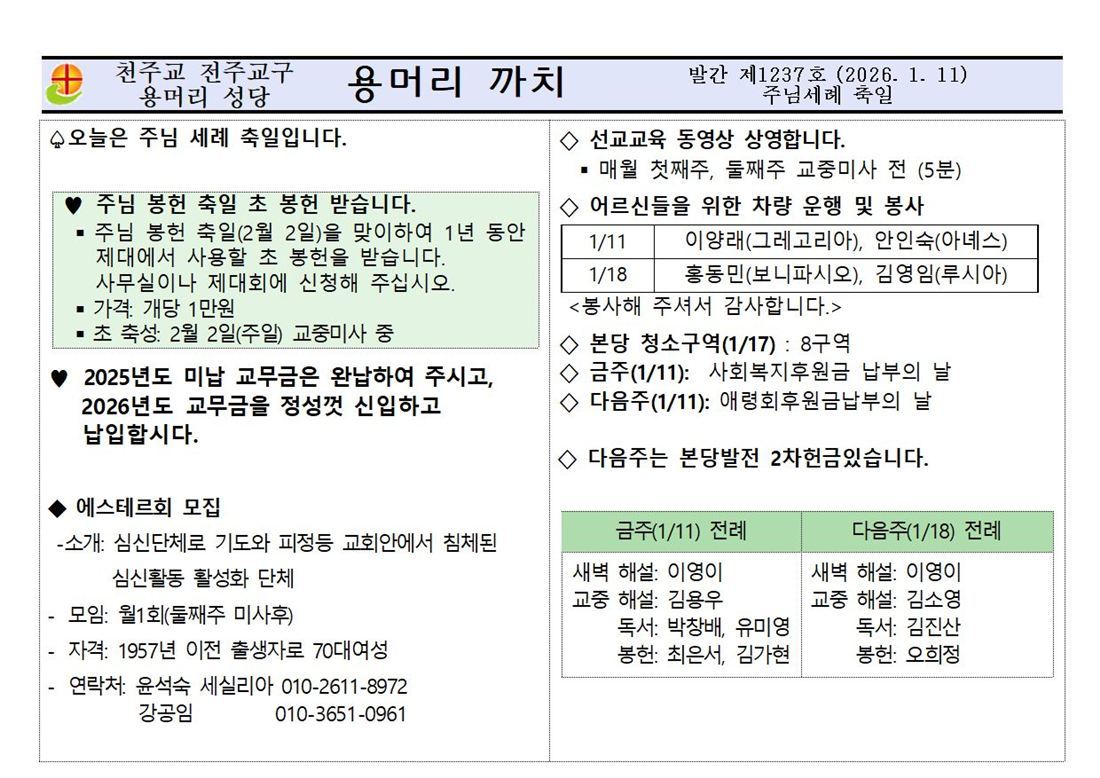 천주교 전주교구
용머리 성당
용머리 까치
발간 제1237호 (2026. 1. 11)
주님세례 축일
♤오늘은 주님 세례 축일입니다.
♥ 주님 봉헌 축일 초 봉헌 받습니다.
▪ 주님 봉헌 축일(2월 2일)을 맞이하여 1년 동안
제대에서 사용할 초 봉헌을 받습니다.
사무실이나 제대회에 신청해 주십시오.
▪ 가격: 개당 1만원
▪ 초 축성: 2월 2일(주일) 교중미사 중
♥ 2025년도 미납 교무금은 완납하여 주시고,
2026년도 교무금을 정성껏 신입하고
납입합시다.
◆ 에스테르회 모집
-소개: 심신단체로 기도와 피정등 교회안에서 침체된
심신활동 활성화 단체
- 모임: 월1회(둘째주 미사후)
- 자격: 1957년 이전 출생자로 70대여성
- 연락처: 윤석숙 세실리아 010-2611-8972
강공임 010-3651-0961
◇ 선교교육 동영상 상영합니다.
▪ 매월 첫째주, 둘째주 교중미사 전 (5분)
◇ 어르신들을 위한 차량 운행 및 봉사
1/11 이양래(그레고리아), 안인숙(아녜스)
1/18 홍동민(보니파시오), 김영임(루시아)
<봉사해 주셔서 감사합니다.>
◇ 본당 청소구역(1/17) : 8구역
◇ 금주(1/11): 사회복지후원금 납부의 날
◇ 다음주(1/11): 애령회후원금납부의 날
◇ 다음주는 본당발전 2차헌금있습니다.
금주(1/11) 전례
새벽 해설: 이영이
교중 해설: 김용우
독서: 박창배, 유미영
봉헌: 최은서, 김가현
다음주(1/18) 전례
새벽 해설: 이영이
교중 해설: 김소영
독서: 김진산
봉헌: 오희정